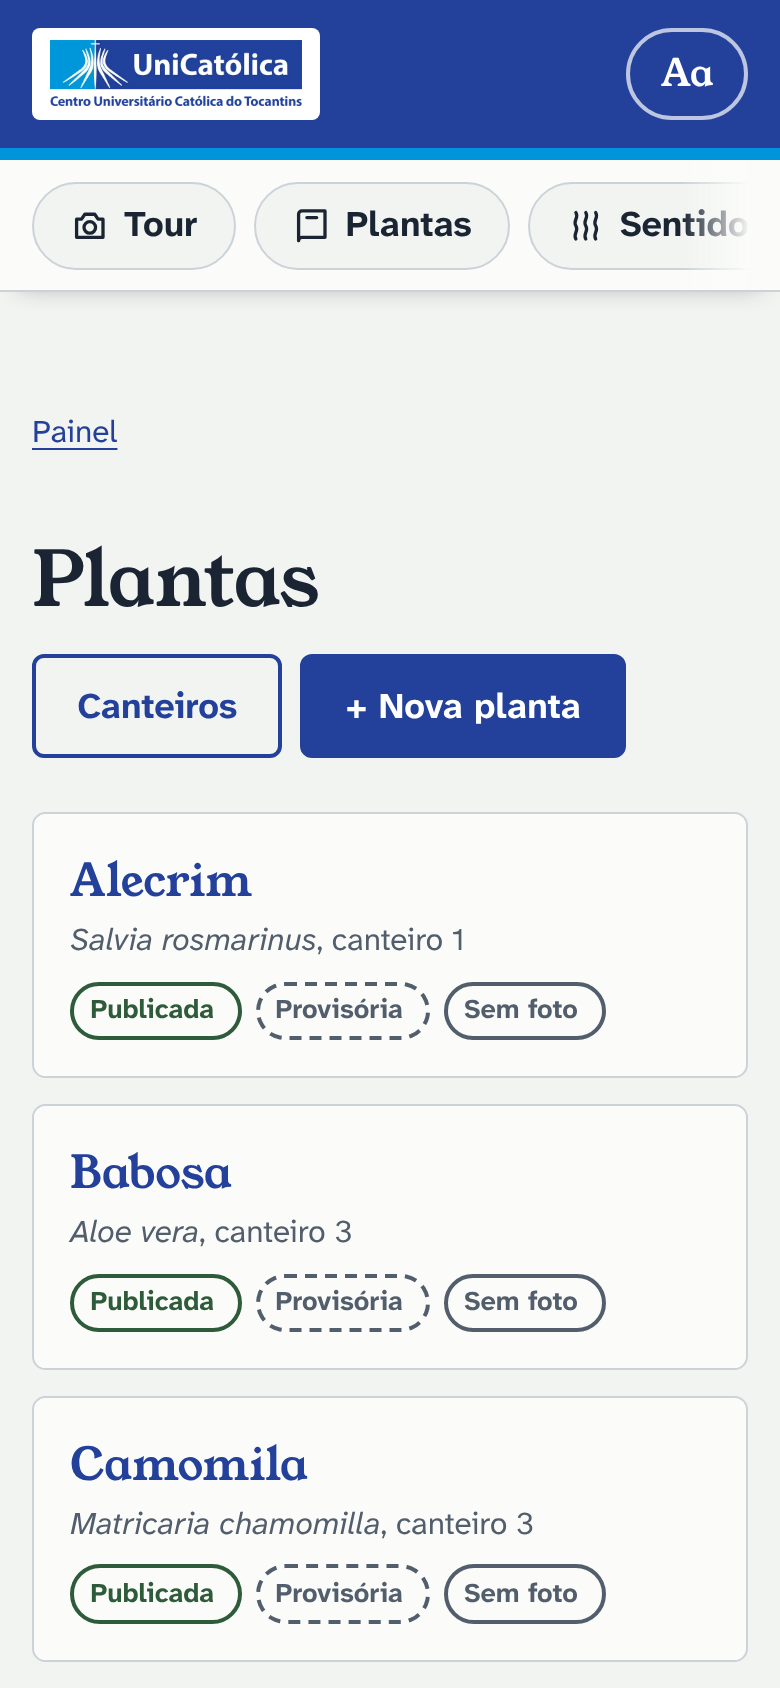 UniCatólica
Centro Universitário Católica do Tocantins
Aa
Tour
Plantas
Sentido
Painel
Plantas
Canteiros
+ Nova planta
Alecrim
Salvia rosmarinus, canteiro 1
Publicada
Provisória
Sem foto
Babosa
Aloe vera, canteiro 3
Publicada
Provisória
Sem foto
Camomila
Matricaria chamomilla, canteiro 3
Publicada
Provisória
Sem foto